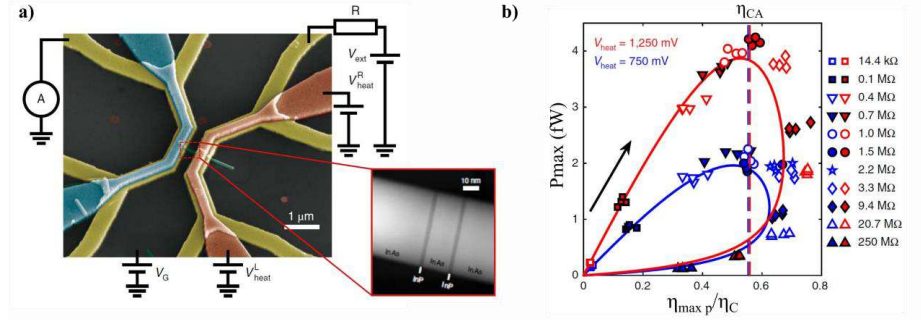 a)
A
R
V_ext
V^R_heat
10 nm
InAs
InAs
InAs
InP
InP
1 μm
V_G
V^L_heat
b)
η_CA
V_heat = 1,250 mV
V_heat = 750 mV
Pmax (fW)
4
3
2
1
0
0
0.2
0.4
0.6
0.8
η_max p/η_C
14.4 kΩ
0.1 MΩ
0.4 MΩ
0.7 MΩ
1.0 MΩ
1.5 MΩ
2.2 MΩ
3.3 MΩ
9.4 MΩ
20.7 MΩ
250 MΩ